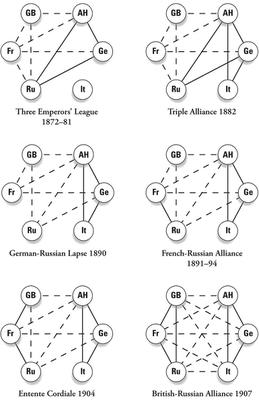 GB AH
Fr Ge
Ru It
Three Emperors' League
1872–81
GB AH
Fr Ge
Ru It
Triple Alliance 1882
GB AH
Fr Ge
Ru It
German-Russian Lapse 1890
GB AH
Fr Ge
Ru It
French-Russian Alliance
1891–94
GB AH
Fr Ge
Ru It
Entente Cordiale 1904
GB AH
Fr Ge
Ru It
British-Russian Alliance 1907